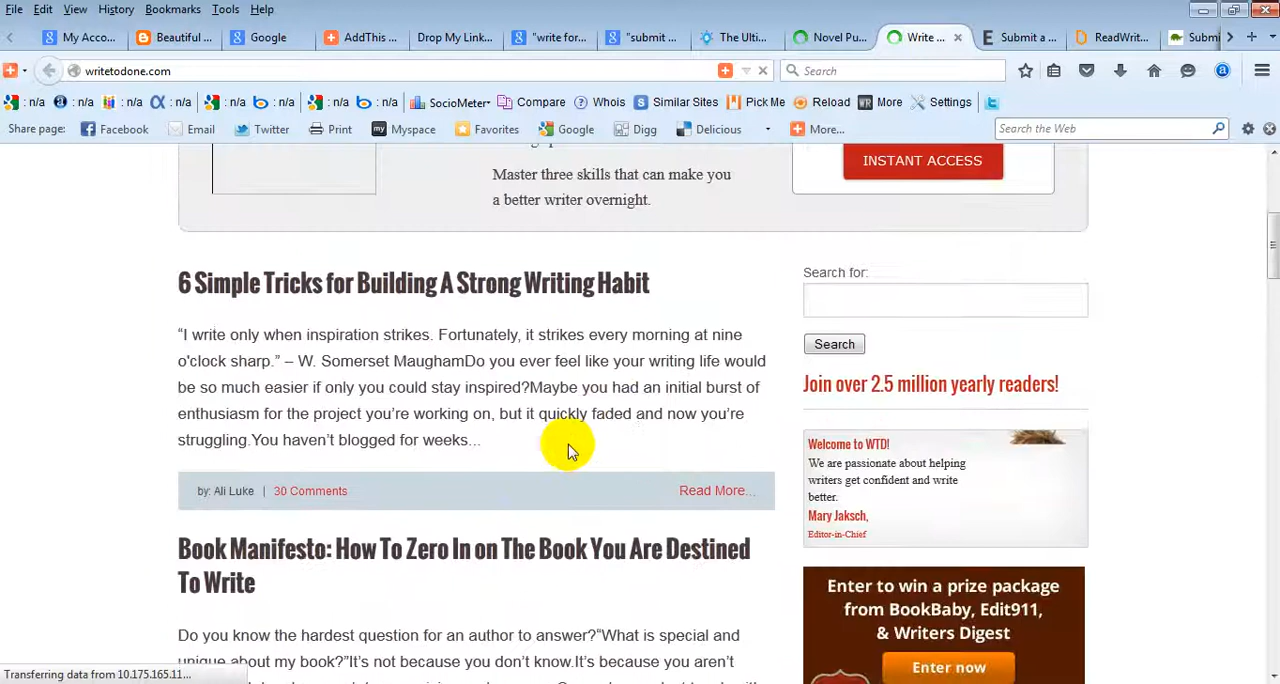 File Edit View History Bookmarks Tools Help
My Acco... Beautiful ... Google AddThis ... Drop My Link... "write for... "submit ... The Ulti... Novel Pu... Write ... Submit a ... ReadWrit... Submi
writetodone.com Search
: n/a : n/a : n/a : n/a : n/a : n/a : n/a : n/a SocioMeter Compare Whois Similar Sites Pick Me Reload More Settings
Share page: Facebook Email Twitter Print Myspace Favorites Google Digg Delicious More... Search the Web
Master three skills that can make you
a better writer overnight.
INSTANT ACCESS
6 Simple Tricks for Building A Strong Writing Habit
“I write only when inspiration strikes. Fortunately, it strikes every morning at nine
o'clock sharp.” – W. Somerset MaughamDo you ever feel like your writing life would
be so much easier if only you could stay inspired?Maybe you had an initial burst of
enthusiasm for the project you’re working on, but it quickly faded and now you’re
struggling.You haven’t blogged for weeks...
by: Ali Luke | 30 Comments Read More...
Book Manifesto: How To Zero In on The Book You Are Destined
To Write
Do you know the hardest question for an author to answer?“What is special and
unique about my book?”It’s not because you don’t know.It’s because you aren’t
Search for:
Search
Join over 2.5 million yearly readers!
Welcome to WTD!
We are passionate about helping
writers get confident and write
better.
Mary Jaksch,
Editor-in-Chief
Enter to win a prize package
from BookBaby, Edit911,
& Writers Digest
Enter now
Transferring data from 10.175.165.11...